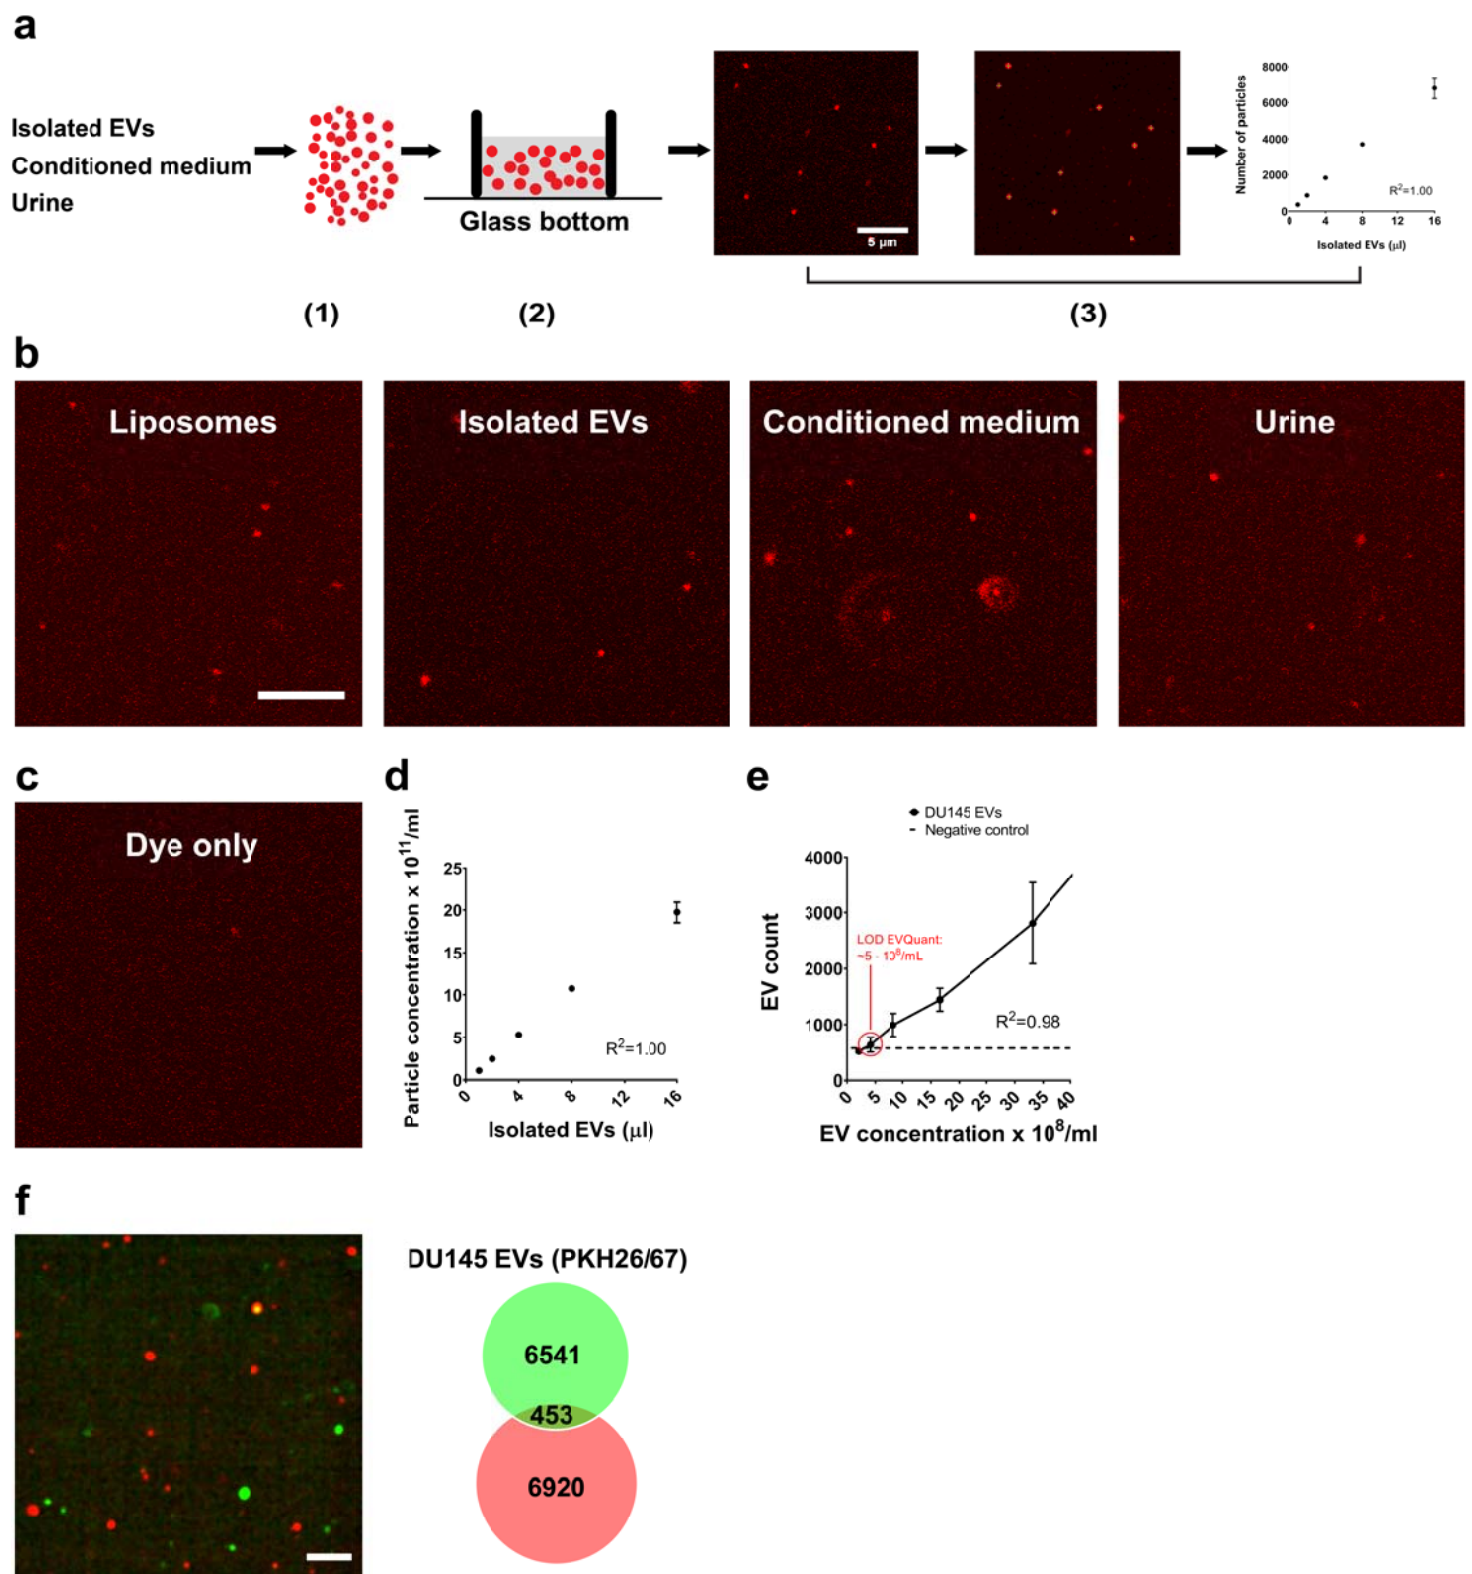 a
Isolated EVs
Conditioned medium
Urine
Glass bottom
5 µm
Number of particles
8000
6000
4000
2000
0
R²=1.00
0 4 8 12 16
Isolated EVs (µl)
(1) (2) (3)
b
Liposomes
Isolated EVs
Conditioned medium
Urine
c
Dye only
d
Particle concentration x 10¹¹/ml
25
20
15
10
5
0
R²=1.00
0 4 8 12 16
Isolated EVs (µl)
e
DU145 EVs
Negative control
EV count
4000
3000
2000
1000
0
LOD EVQuant:
~5 · 10⁸/mL
R²=0.98
0 5 10 15 20 25 30 35 40
EV concentration x 10⁸/ml
f
DU145 EVs (PKH26/67)
6541
453
6920